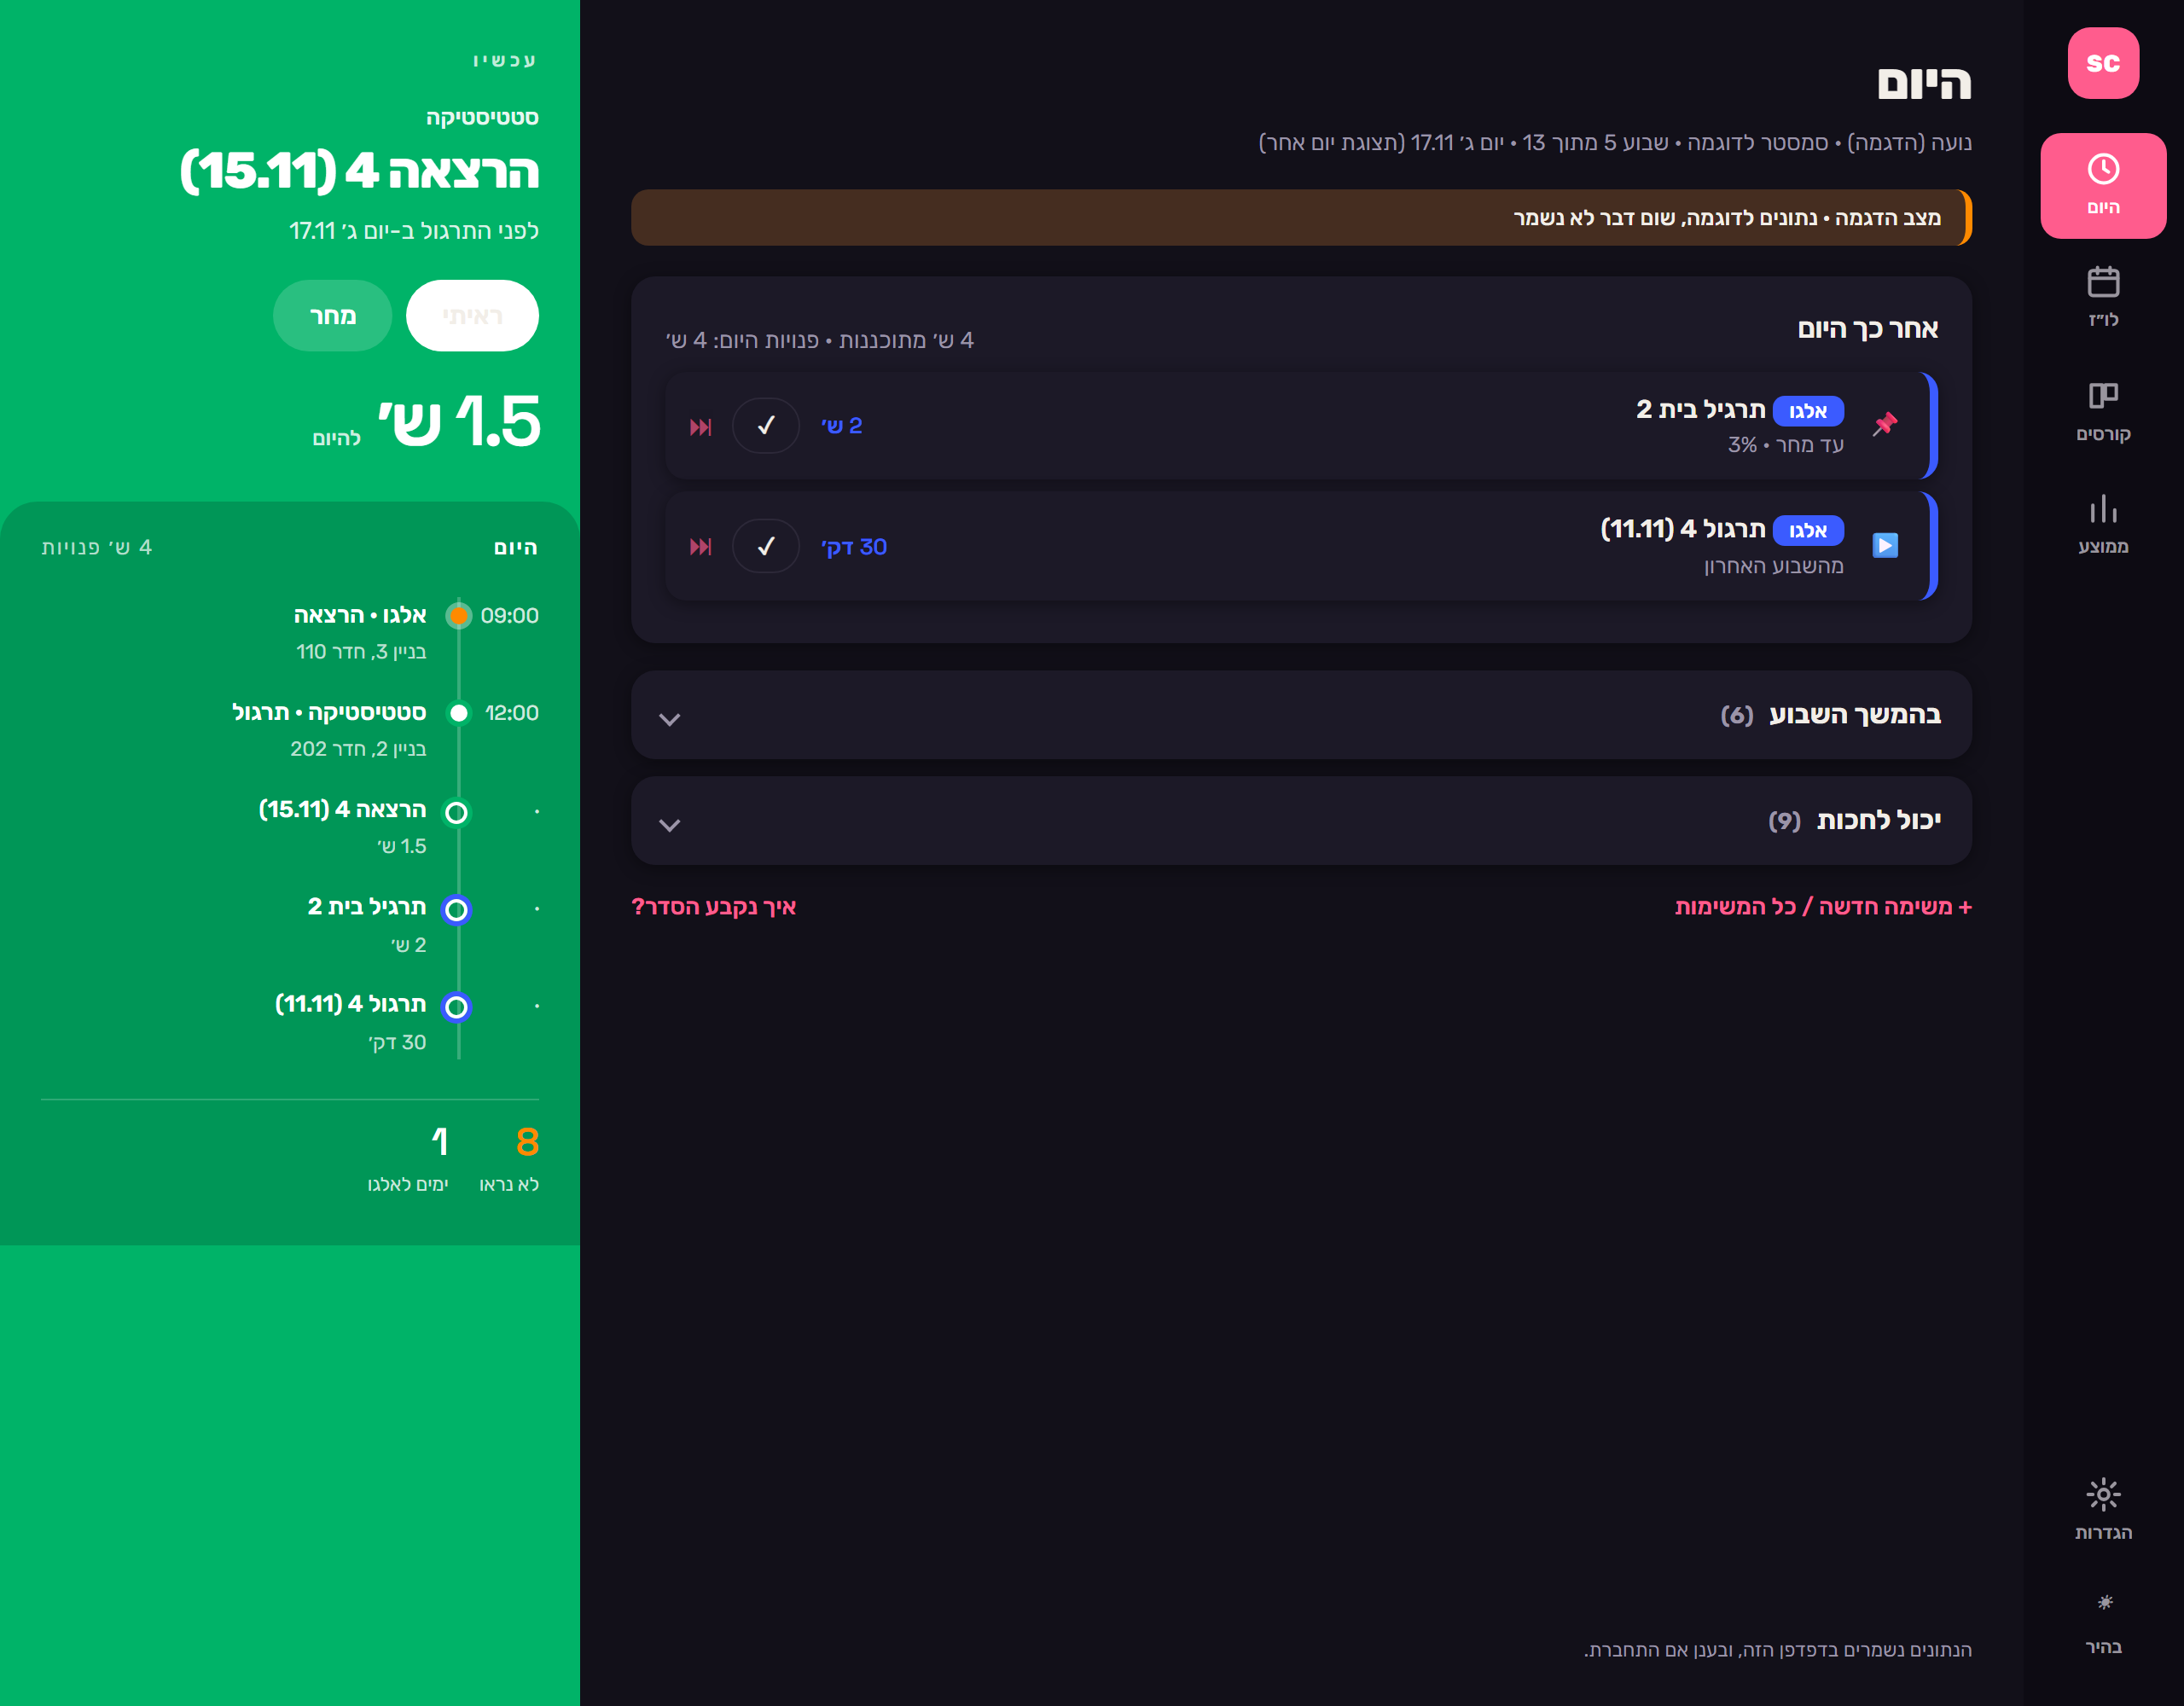 SC
היום
לו״ז
קורסים
ממוצע
הגדרות
בהיר
היום
נועה (הדגמה) • סמסטר לדוגמה • שבוע 5 מתוך 13 • יום ג׳ 17.11 (תצוגת יום אחר)
מצב הדגמה • נתונים לדוגמה, שום דבר לא נשמר
אחר כך היום
4 ש׳ מתוכננות • פנויות היום: 4 ש׳
אלגו תרגיל בית 2
עד מחר • 3%
2 ש׳
אלגו תרגול 4 (11.11)
מהשבוע האחרון
30 דק׳
בהמשך השבוע (6)
יכול לחכות (9)
+ משימה חדשה / כל המשימות
איך נקבע הסדר?
הנתונים נשמרים בדפדפן הזה, ובענן אם התחברת.
עכשיו
סטטיסטיקה
הרצאה 4 (15.11)
לפני התרגול ב-יום ג׳ 17.11
ראיתי
מחר
1.5 ש׳ להיום
היום
4 ש׳ פנויות
09:00 אלגו • הרצאה
בניין 3, חדר 110
12:00 סטטיסטיקה • תרגול
בניין 2, חדר 202
· הרצאה 4 (15.11)
1.5 ש׳
· תרגיל בית 2
2 ש׳
· תרגול 4 (11.11)
30 דק׳
8
לא נראו
1
ימים לאלגו